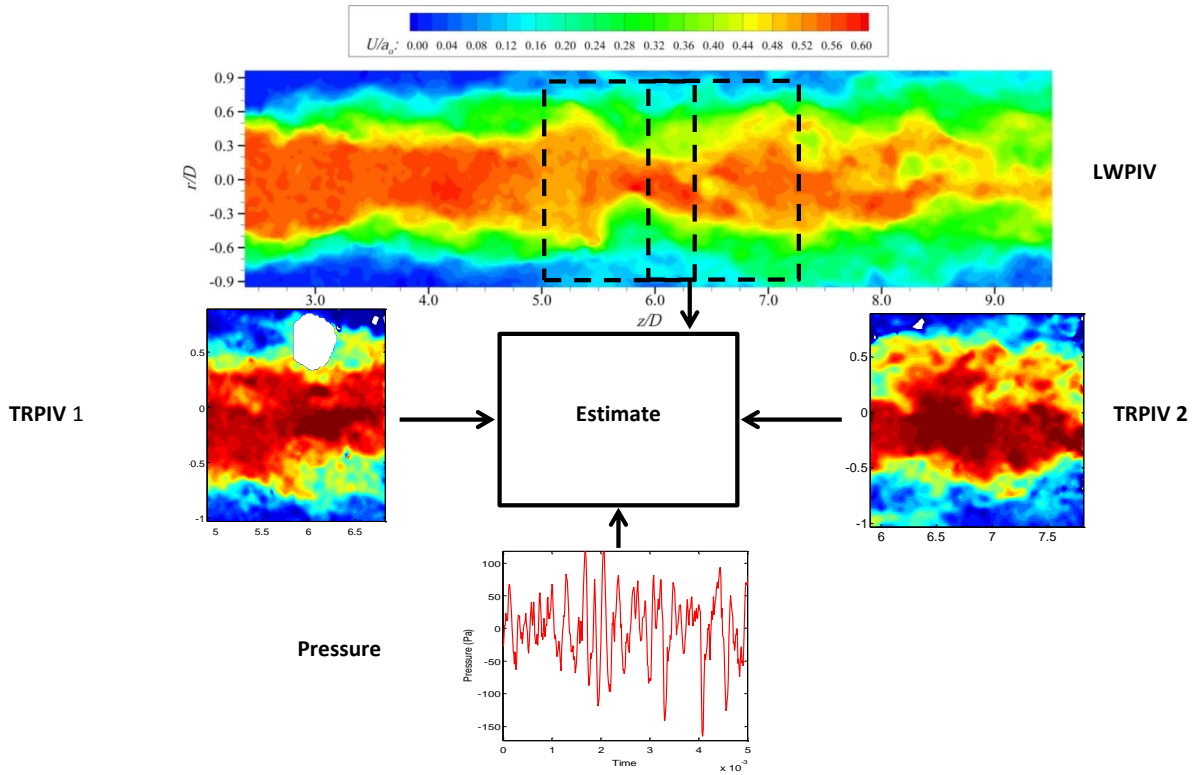 U/aₒ: 0.00 0.04 0.08 0.12 0.16 0.20 0.24 0.28 0.32 0.36 0.40 0.44 0.48 0.52 0.56 0.60
0.9
0.6
0.3
0.0
-0.3
-0.6
-0.9
r/D
3.0 4.0 5.0 6.0 7.0 8.0 9.0
z/D
LWPIV
TRPIV 1
0.5
0
-0.5
-1
5 5.5 6 6.5
Estimate
0.5
0
-0.5
-1
6 6.5 7 7.5
TRPIV 2
Pressure
Pressure (Pa)
100
50
0
-50
-100
-150
0 1 2 3 4 5
Time
x 10⁻³